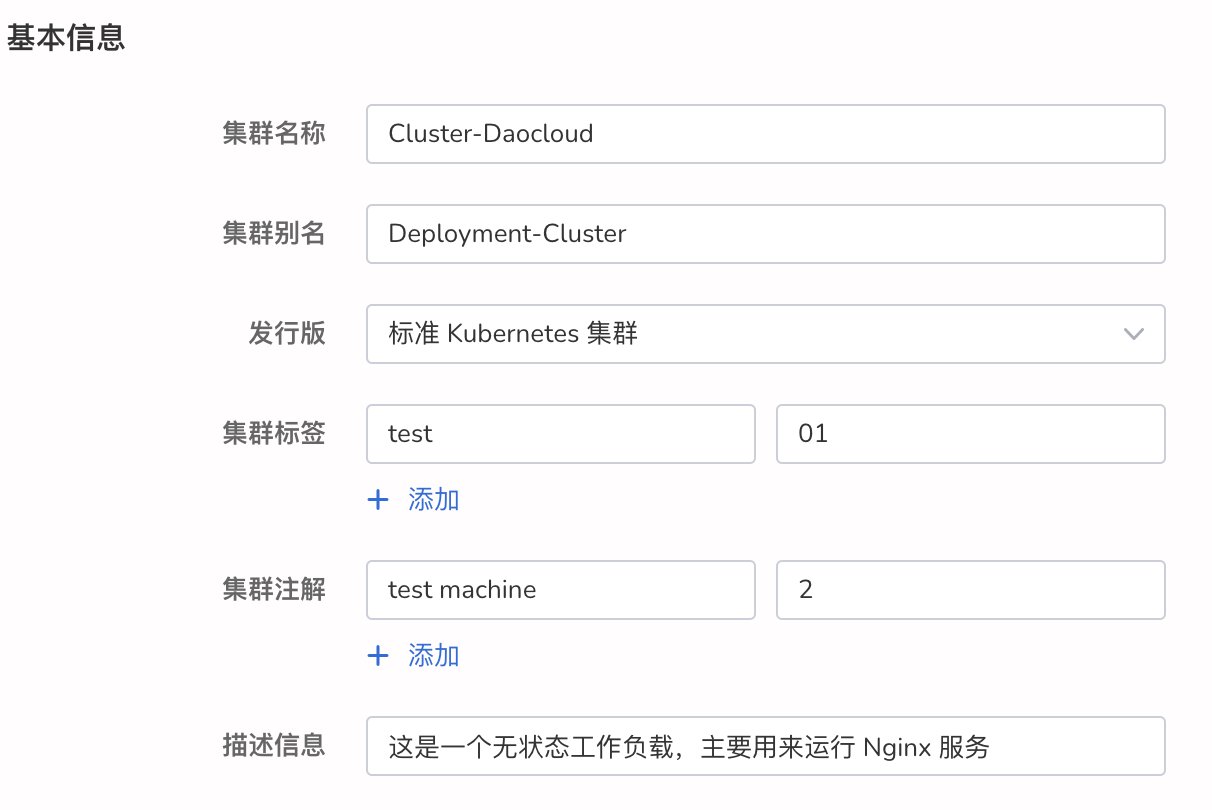 基本信息
集群名称 Cluster-Daocloud
集群别名 Deployment-Cluster
发行版 标准 Kubernetes 集群
集群标签 test 01
+ 添加
集群注解 test machine 2
+ 添加
描述信息 这是一个无状态工作负载，主要用来运行 Nginx 服务